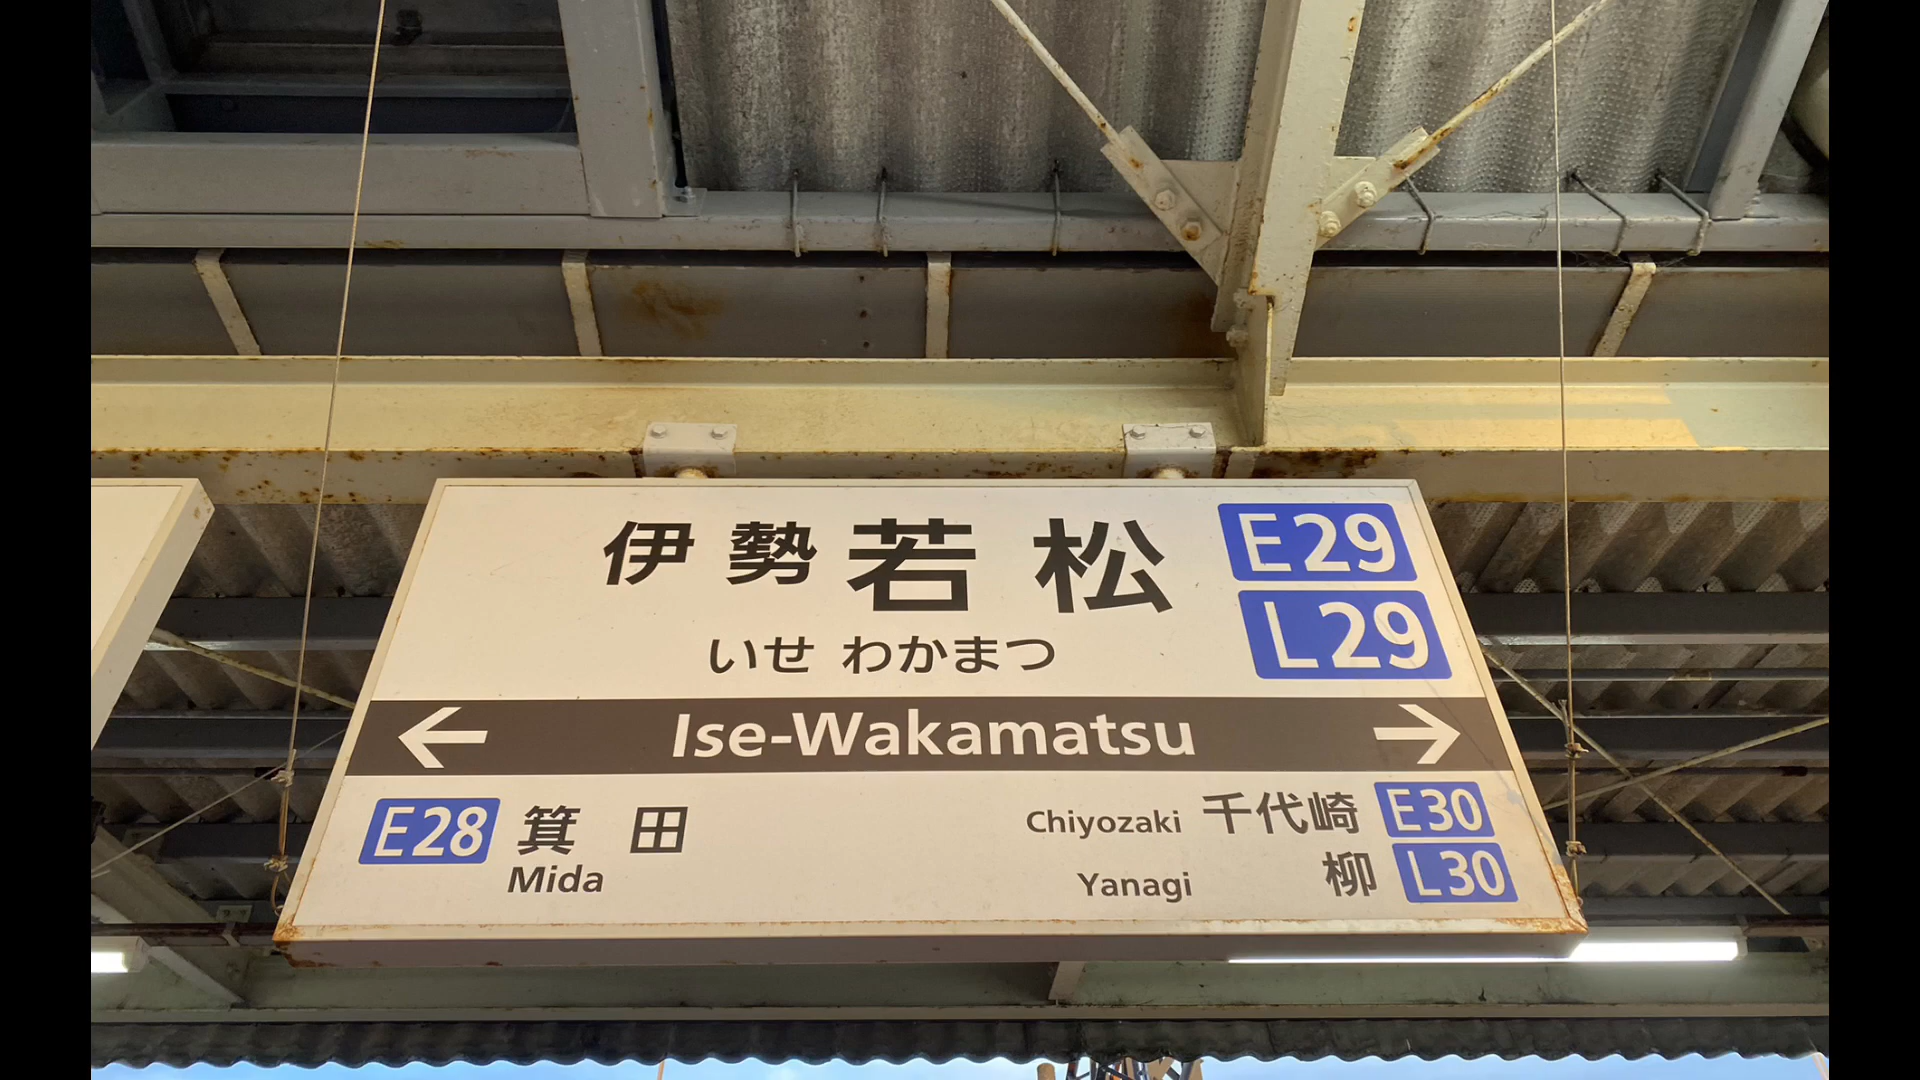 伊勢若松 E29
L29
いせ わかまつ
← Ise-Wakamatsu →
E28 箕田
Mida
Chiyozaki 千代崎 E30
Yanagi 柳 L30